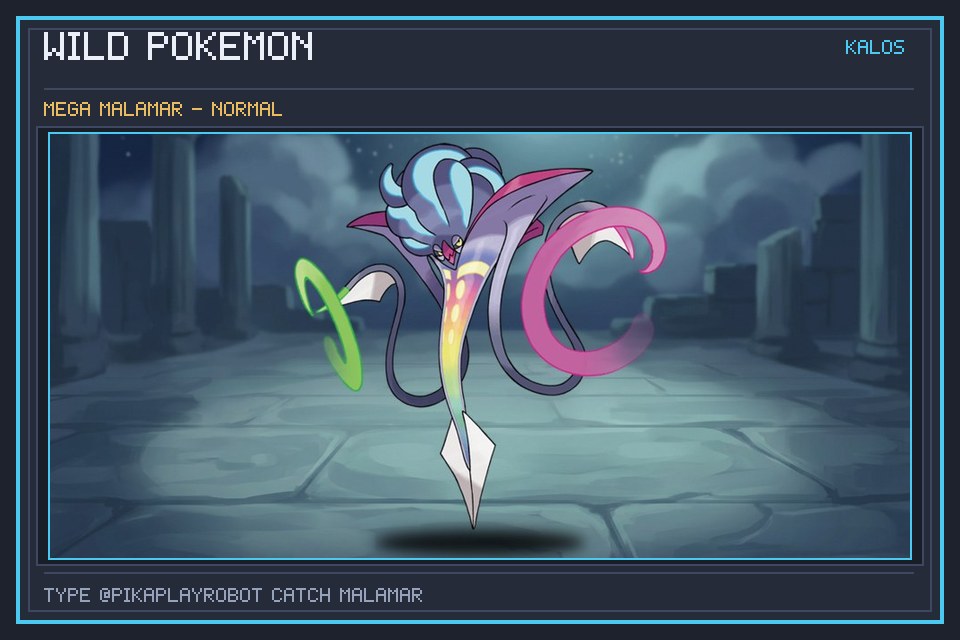 WILD POKEMON
KALOS
MEGA MALAMAR - NORMAL
TYPE @PIKAPLAYROBOT CATCH MALAMAR